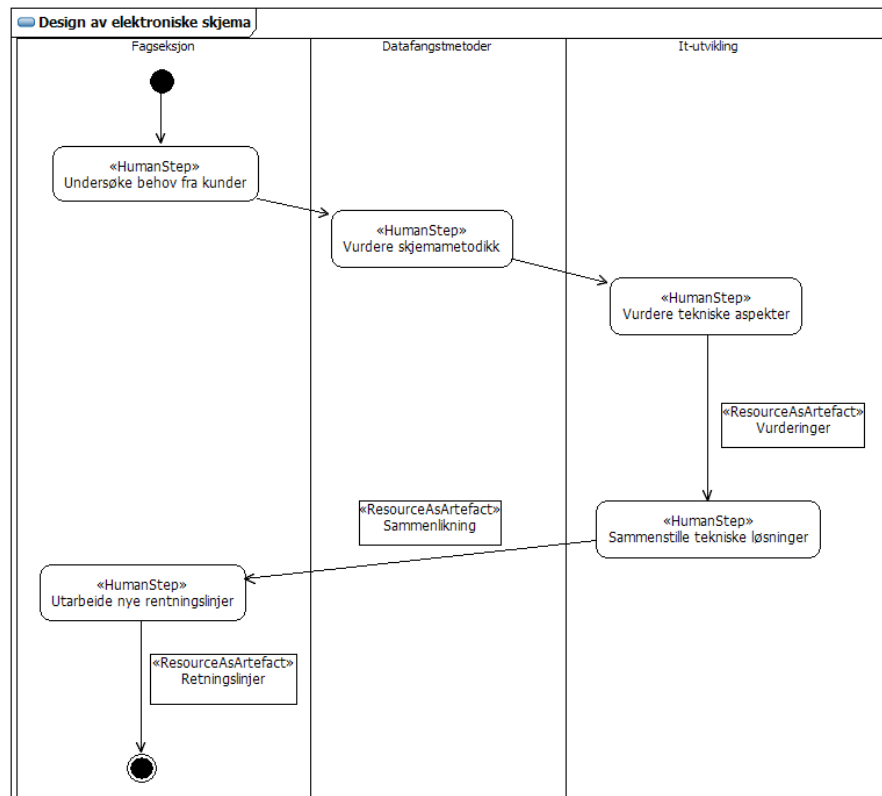 Design av elektroniske skjema
Fagseksjon
Datafangstmetoder
It-utvikling
«HumanStep»
Undersøke behov fra kunder
«HumanStep»
Vurdere skjemametodikk
«HumanStep»
Vurdere tekniske aspekter
«ResourceAsArtefact»
Vurderinger
«ResourceAsArtefact»
Sammenlikning
«HumanStep»
Sammenstille tekniske løsninger
«HumanStep»
Utarbeide nye rentningslinjer
«ResourceAsArtefact»
Retningslinjer